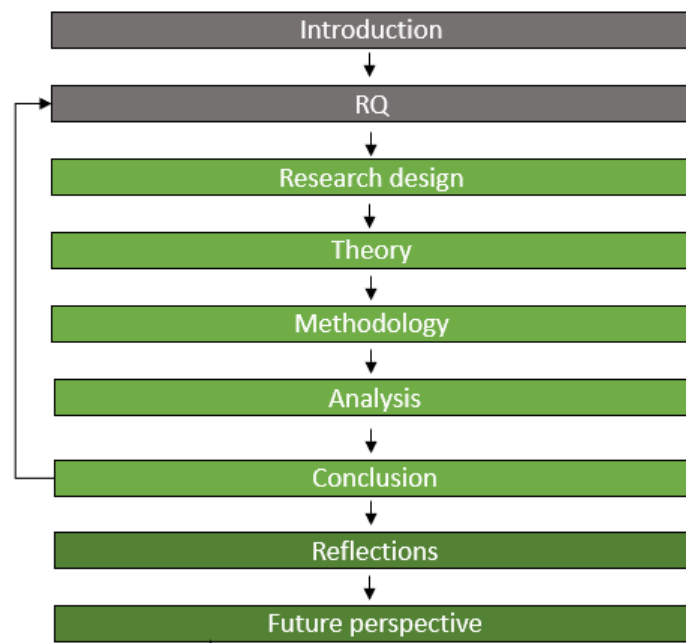 Introduction
RQ
Research design
Theory
Methodology
Analysis
Conclusion
Reflections
Future perspective